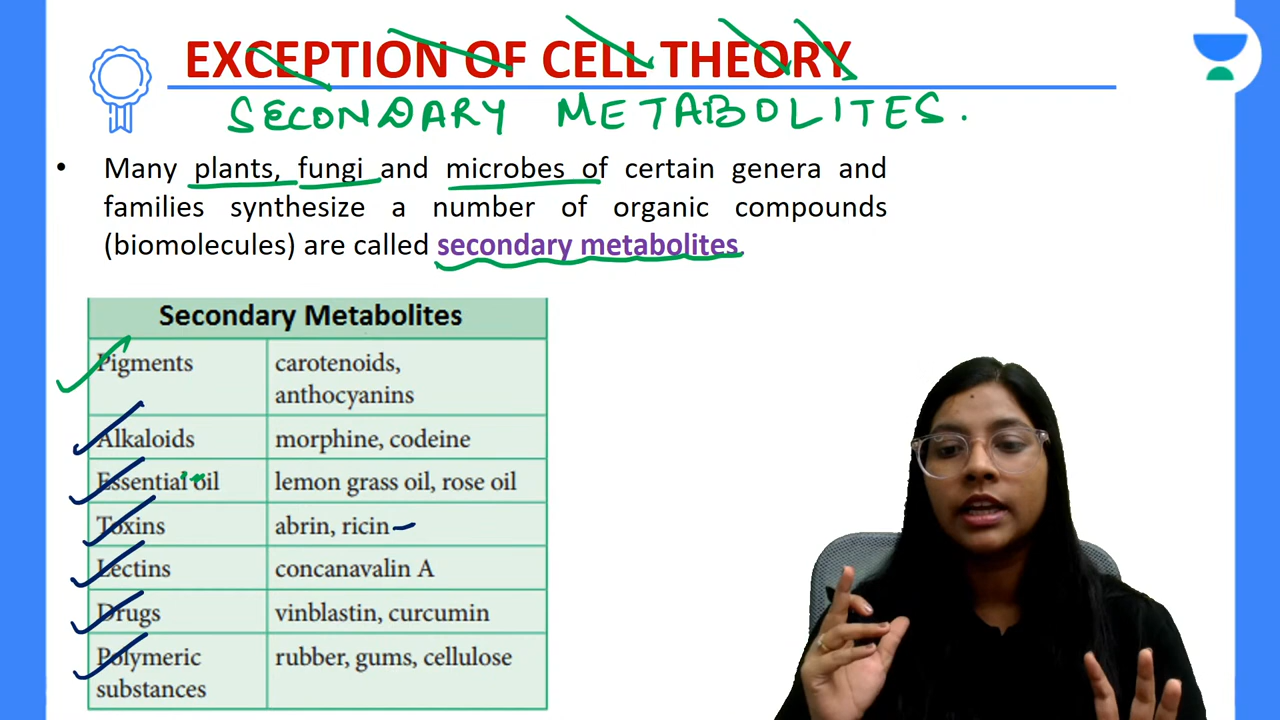 EXCEPTION OF CELL THEORY
SECONDARY METABOLITES.
• Many plants, fungi and microbes of certain genera and
families synthesize a number of organic compounds
(biomolecules) are called secondary metabolites.
Secondary Metabolites
Pigments carotenoids,
anthocyanins
Alkaloids morphine, codeine
Essential oil lemon grass oil, rose oil
Toxins abrin, ricin
Lectins concanavalin A
Drugs vinblastin, curcumin
Polymeric rubber, gums, cellulose
substances